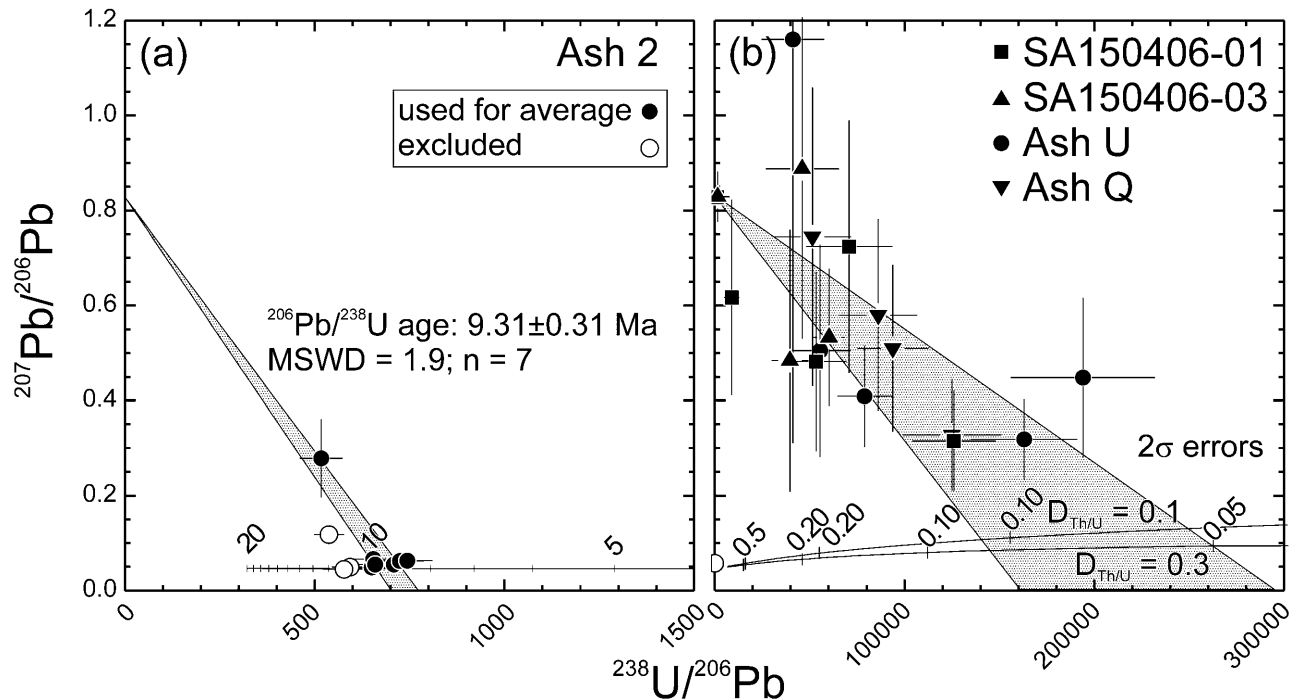 (a)
Ash 2
used for average
excluded
²⁰⁶Pb/²³⁸U age: 9.31±0.31 Ma
MSWD = 1.9; n = 7
20
10
5
1.2
1.0
0.8
0.6
0.4
0.2
0.0
²⁰⁷Pb/²⁰⁶Pb
0
500
1000
1500
(b)
SA150406-01
SA150406-03
Ash U
Ash Q
2σ errors
0.5
0.20
0.20
0.10
0.10
D_Th/U = 0.1
0.05
D_Th/U = 0.3
0
100000
200000
300000
²³⁸U/²⁰⁶Pb